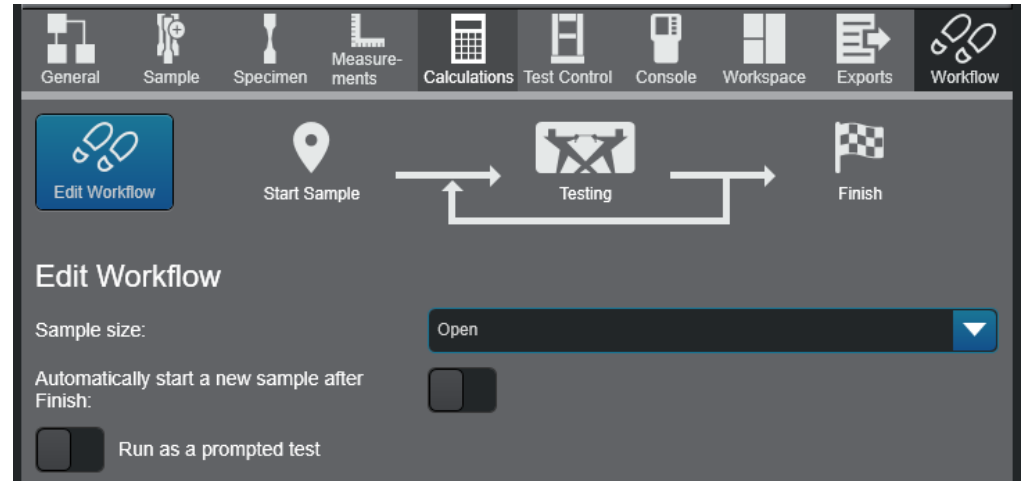 General
Sample
Specimen
Measure-
ments
Calculations
Test Control
Console
Workspace
Exports
Workflow
Edit Workflow
Start Sample
Testing
Finish
Edit Workflow
Sample size:
Open
Automatically start a new sample after
Finish:
Run as a prompted test